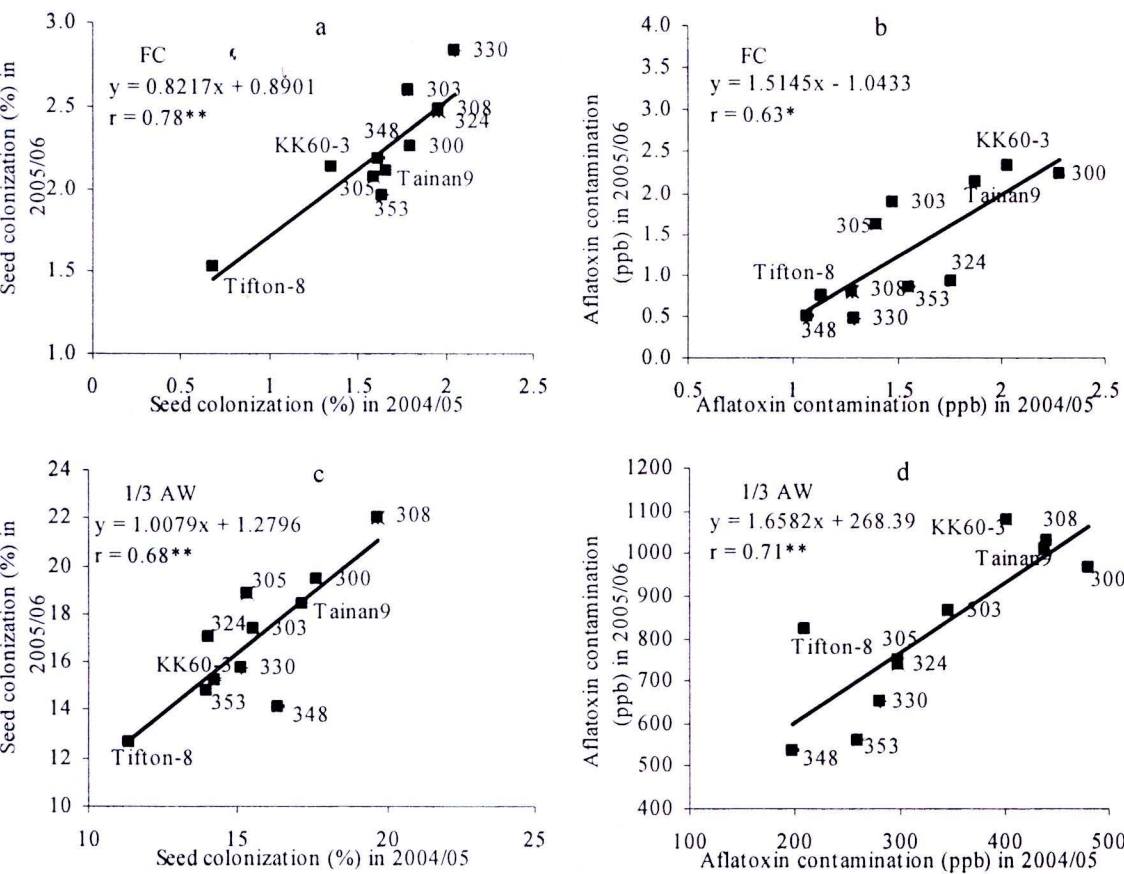 a
Seed colonization (%) in
2005/06
3.0
2.5
2.0
1.5
1.0
FC
y = 0.8217x + 0.8901
r = 0.78**
330
303
308
324
348
300
KK60-3
Tainan9
305
353
Tifton-8
0 0.5 1 1.5 2 2.5
Seed colonization (%) in 2004/05
b
Aflatoxin contamination
(ppb) in 2005/06
4.0
3.5
3.0
2.5
2.0
1.5
1.0
0.5
0.0
FC
y = 1.5145x - 1.0433
r = 0.63*
KK60-3
300
Tainan9
303
305
324
Tifton-8
308
353
330
348
0.5 1 1.5 2 2.5
Aflatoxin contamination (ppb) in 2004/05
c
Seed colonization (%) in
2005/06
24
22
20
18
16
14
12
10
1/3 AW
y = 1.0079x + 1.2796
r = 0.68**
308
305
300
Tainan9
324
303
KK60-3
330
353
348
Tifton-8
10 15 20 25
Seed colonization (%) in 2004/05
d
Aflatoxin contamination
(ppb) in 2005/06
1200
1100
1000
900
800
700
600
500
400
1/3 AW
y = 1.6582x + 268.39
r = 0.71**
KK60-3
308
Tainan9
300
303
Tifton-8
305
324
330
353
348
100 200 300 400 500
Aflatoxin contamination (ppb) in 2004/05